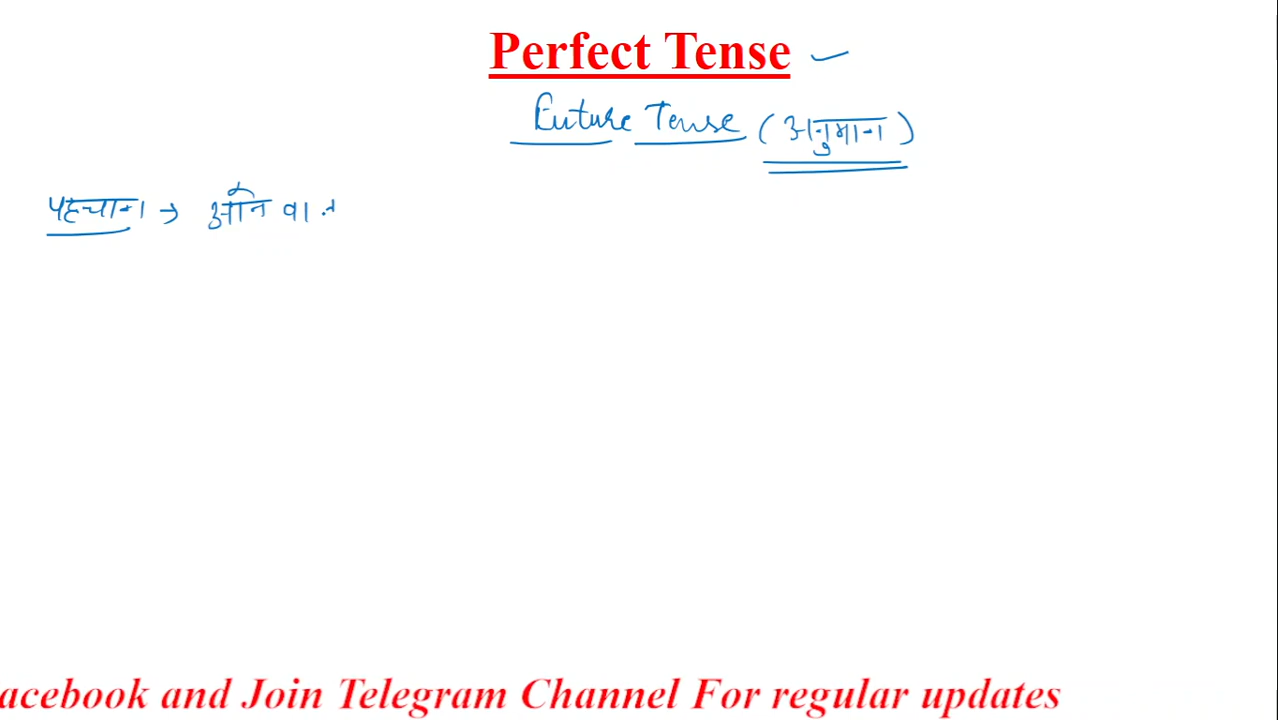 Perfect Tense
Future Tense (अनुमान)
पहचान → आने वा
acebook and Join Telegram Channel For regular updates